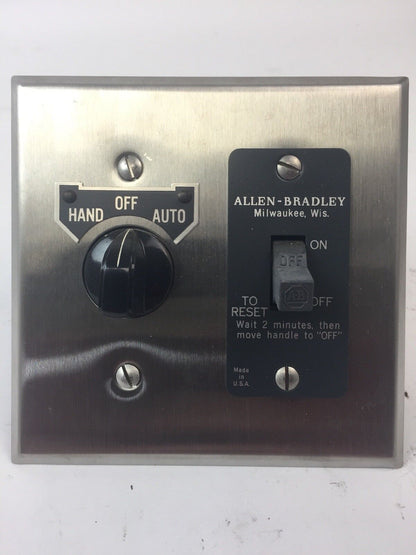 OFF
HAND AUTO
ALLEN-BRADLEY
Milwaukee, Wis.
ON
OFF
TO OFF
RESET
Wait 2 minutes, then
move handle to "OFF"
Made
in
U.S.A.